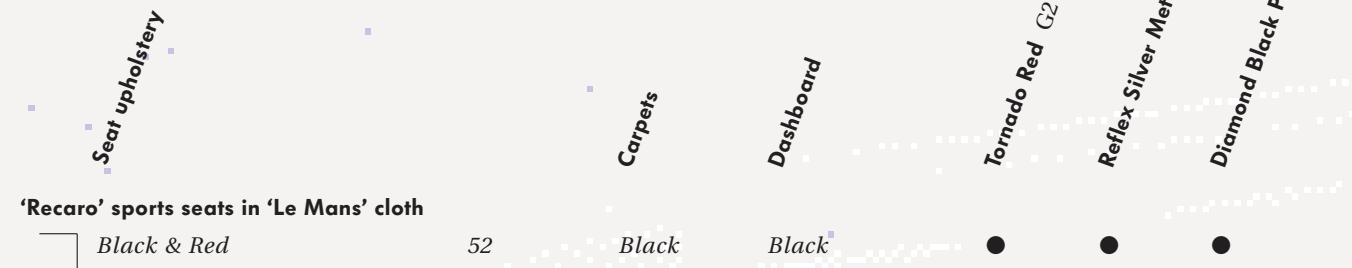 Seat upholstery
Carpets
Dashboard
Tornado Red G2
Reflex Silver
Diamond Black
‘Recaro’ sports seats in ‘Le Mans’ cloth
Black & Red 52 Black Black ● ● ●